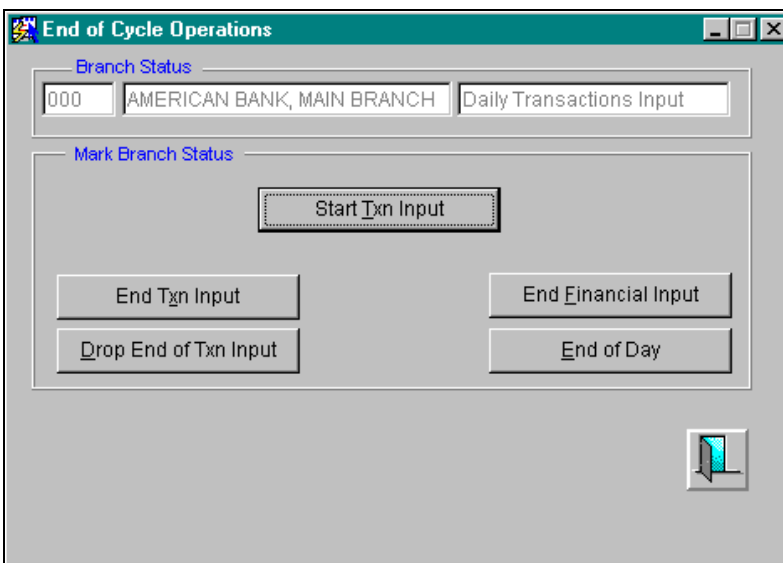 End of Cycle Operations
Branch Status
000 AMERICAN BANK, MAIN BRANCH Daily Transactions Input
Mark Branch Status
Start Txn Input
End Txn Input End Financial Input
Drop End of Txn Input End of Day